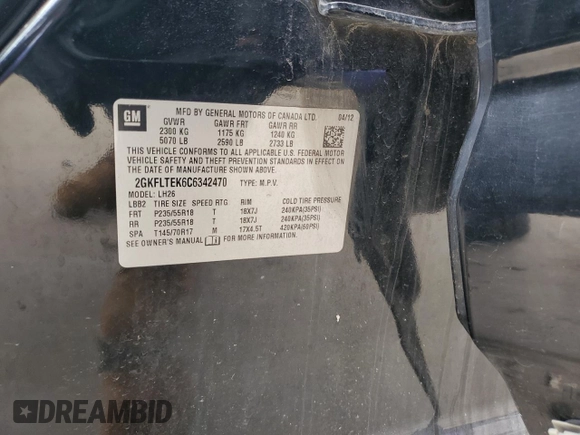 GM
MFD BY GENERAL MOTORS OF CANADA LTD. 04/12
GVWR GAWR FRT GAWR RR
2300 KG 1175 KG 1240 KG
5070 LB 2590 LB 2733 LB
THIS VEHICLE CONFORMS TO ALL APPLICABLE U.S. FEDERAL MOTOR
VEHICLE SAFETY AND THEFT PREVENTION STANDARDS IN EFFECT ON
THE DATE OF MANUFACTURE SHOWN ABOVE.
2GKFLTEK6C6342470 TYPE: M.P.V.
MODEL: LH26
LBB2 TIRE SIZE SPEED RTG RIM COLD TIRE PRESSURE
FRT P235/55R18 T 18X7J 240KPA(35PSI)
RR P235/55R18 T 18X7J 240KPA(35PSI)
SPA T145/70R17 M 17X4.5T 420KPA(60PSI)
SEE OWNER'S MANUAL FOR MORE INFORMATION.
DREAMBID